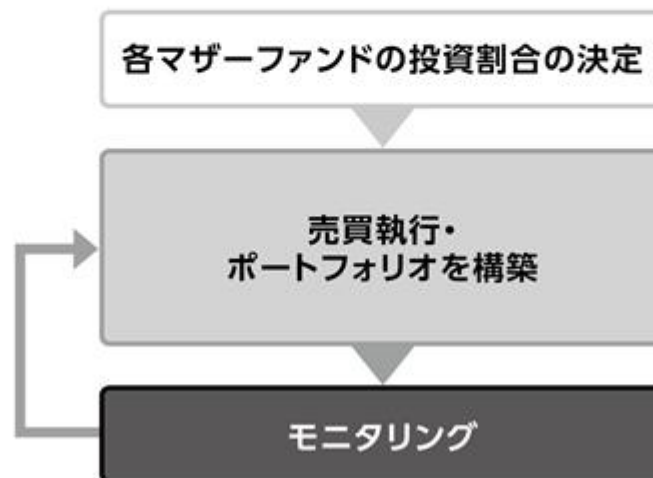 各マザーファンドの投資割合の決定
売買執行・
ポートフォリオを構築
モニタリング